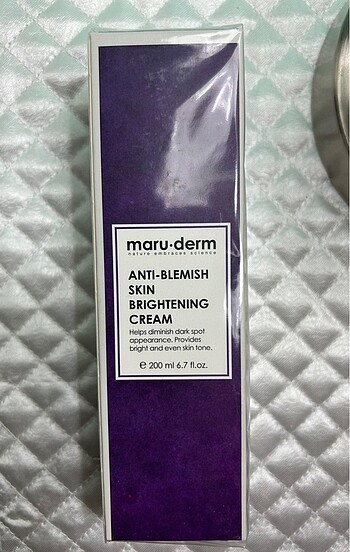 maru·derm
nature embraces science
ANTI-BLEMISH
SKIN
BRIGHTENING
CREAM
Helps diminish dark spot
appearance. Provides
bright and even skin tone.
℮ 200 ml 6.7 fl.oz.